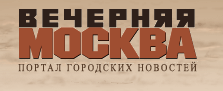 ВЕЧЕРНЯЯ
МОСКВА
ПОРТАЛ ГОРОДСКИХ НОВОСТЕЙ